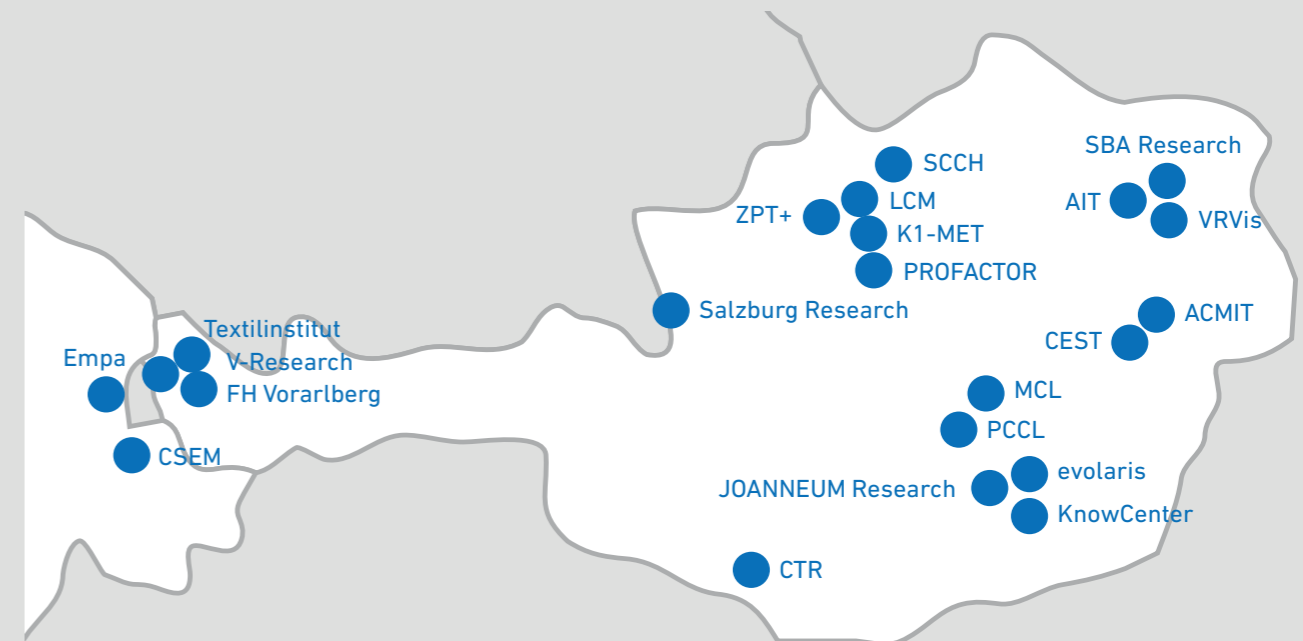 SBA Research
SCCH
LCM
AIT
ZPT+
VRVis
K1-MET
PROFACTOR
Salzburg Research
ACMIT
Textilinstitut
CEST
Empa
V-Research
FH Vorarlberg
MCL
PCCL
CSEM
evolaris
JOANNEUM Research
KnowCenter
CTR